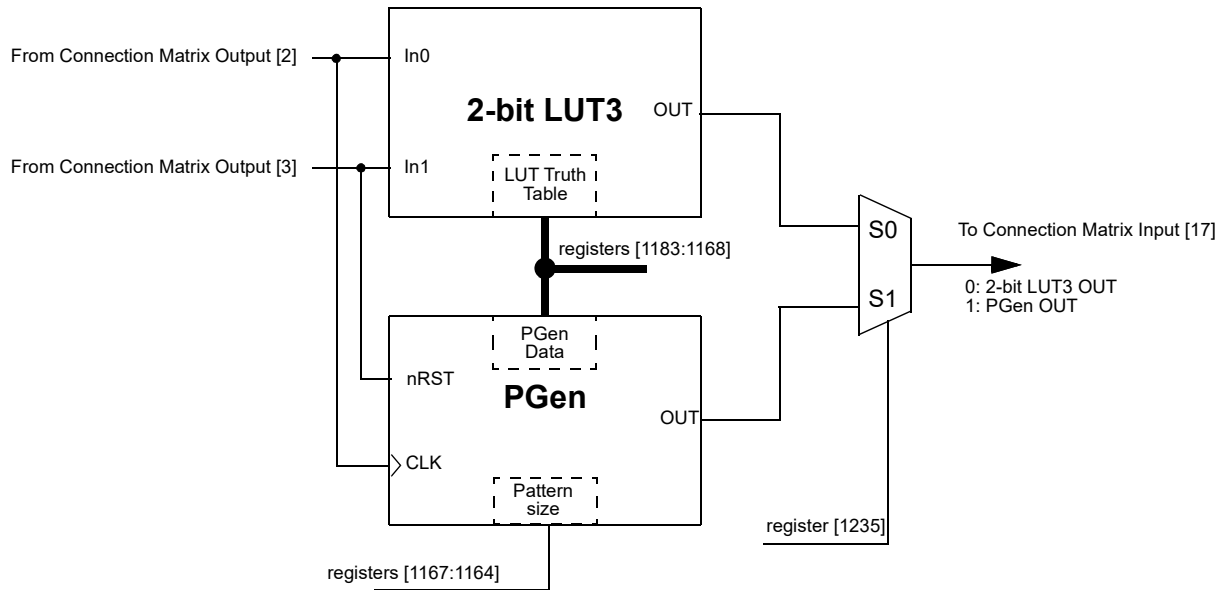 From Connection Matrix Output [2]
In0
2-bit LUT3
OUT
From Connection Matrix Output [3]
In1
LUT Truth
Table
S0
To Connection Matrix Input [17]
registers [1183:1168]
0: 2-bit LUT3 OUT
S1
1: PGen OUT
PGen
Data
nRST
PGen
OUT
CLK
Pattern
size
register [1235]
registers [1167:1164]